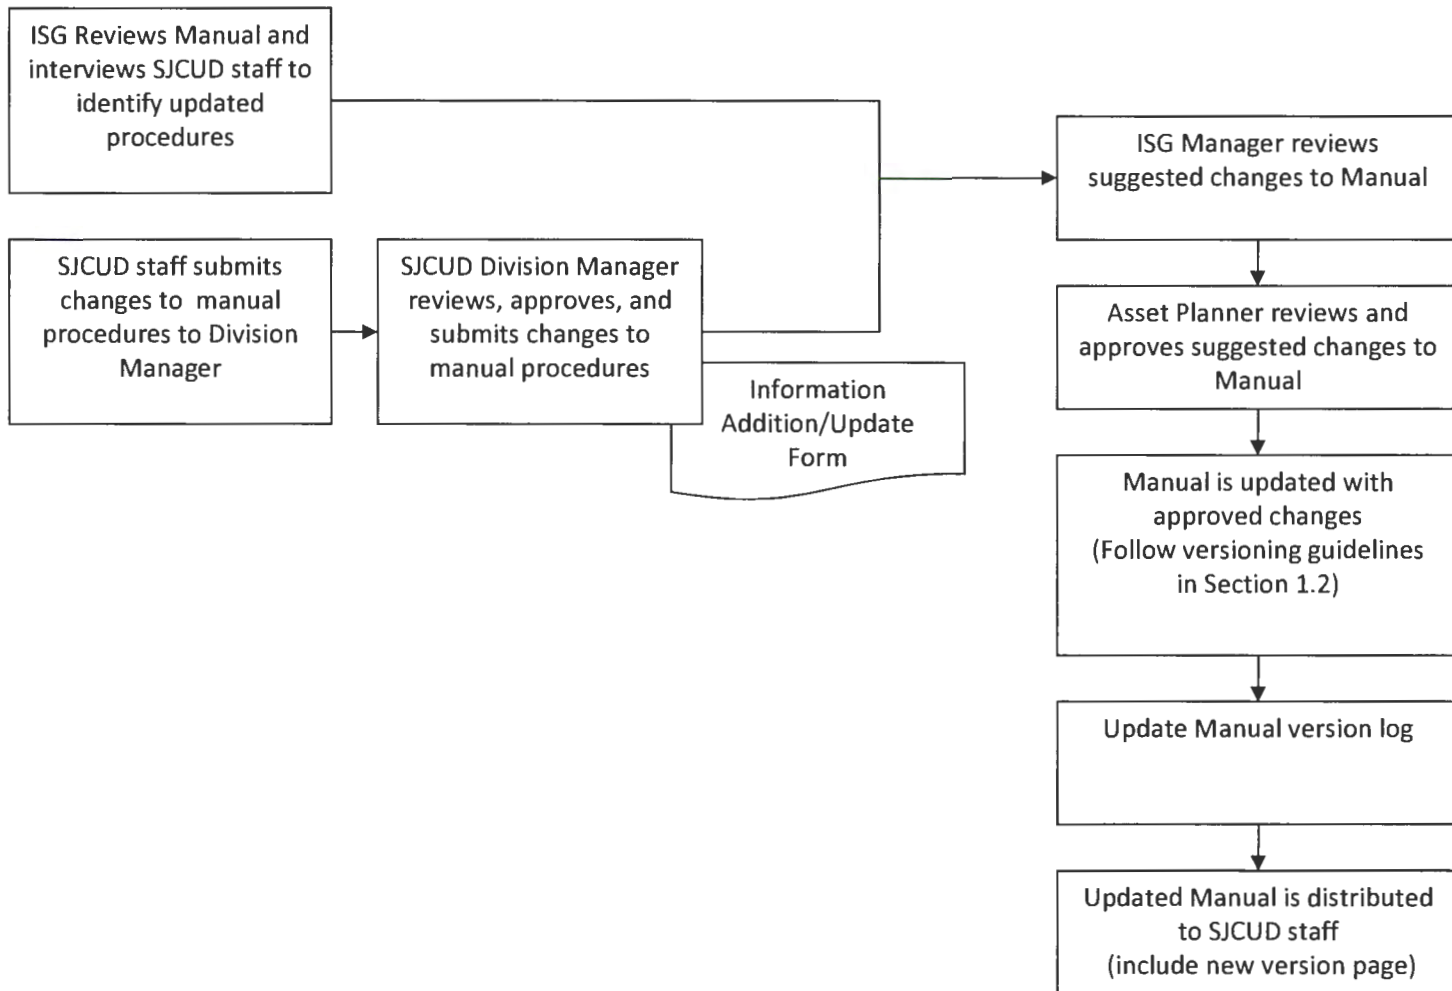 ISG Reviews Manual and
interviews SJCUD staff to
identify updated
procedures
SJCUD staff submits
changes to manual
procedures to Division
Manager
SJCUD Division Manager
reviews, approves, and
submits changes to
manual procedures
Information
Addition/Update
Form
ISG Manager reviews
suggested changes to Manual
Asset Planner reviews and
approves suggested changes to
Manual
Manual is updated with
approved changes
(Follow versioning guidelines
in Section 1.2)
Update Manual version log
Updated Manual is distributed
to SJCUD staff
(include new version page)